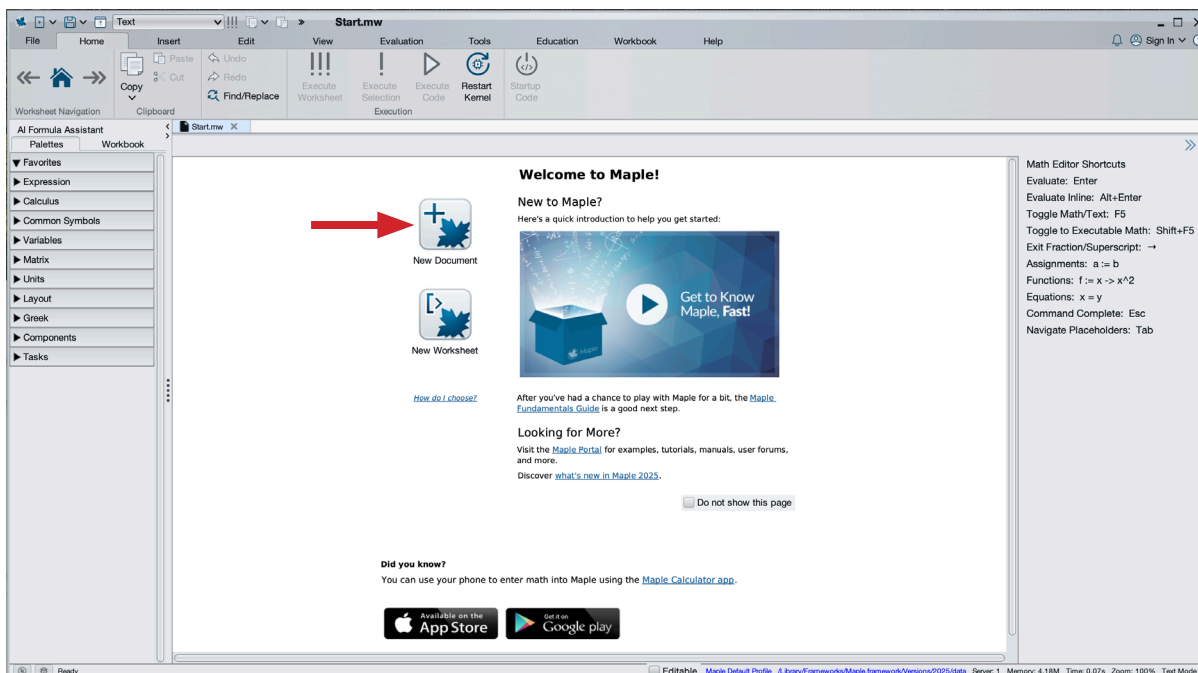 Text
Start.mw
File Home Insert Edit View Evaluation Tools Education Workbook Help
Sign In
Copy
Paste
Cut
Undo
Redo
Find/Replace
Execute Worksheet
Execute Selection
Execute Code
Restart Kernel
Startup Code
Worksheet Navigation Clipboard Execution
AI Formula Assistant
Palettes Workbook
Favorites
Expression
Calculus
Common Symbols
Variables
Matrix
Units
Layout
Greek
Components
Tasks
Start.mw
Welcome to Maple!
New Document
New Worksheet
How do I choose?
New to Maple?
Here's a quick introduction to help you get started:
Maple
Get to Know
Maple, Fast!
After you've had a chance to play with Maple for a bit, the Maple
Fundamentals Guide is a good next step.
Looking for More?
Visit the Maple Portal for examples, tutorials, manuals, user forums,
and more.
Discover what's new in Maple 2025.
Do not show this page
Did you know?
You can use your phone to enter math into Maple using the Maple Calculator app.
Available on the
App Store
Get it on
Google play
Math Editor Shortcuts
Evaluate: Enter
Evaluate Inline: Alt+Enter
Toggle Math/Text: F5
Toggle to Executable Math: Shift+F5
Exit Fraction/Superscript: →
Assignments: a := b
Functions: f := x -> x^2
Equations: x = y
Command Complete: Esc
Navigate Placeholders: Tab
Ready
Editable Maple Default Profile /Library/Frameworks/Maple.framework/Versions/2025/data Server: 1 Memory: 4.18M Time: 0.07s Zoom: 100% Text Mode